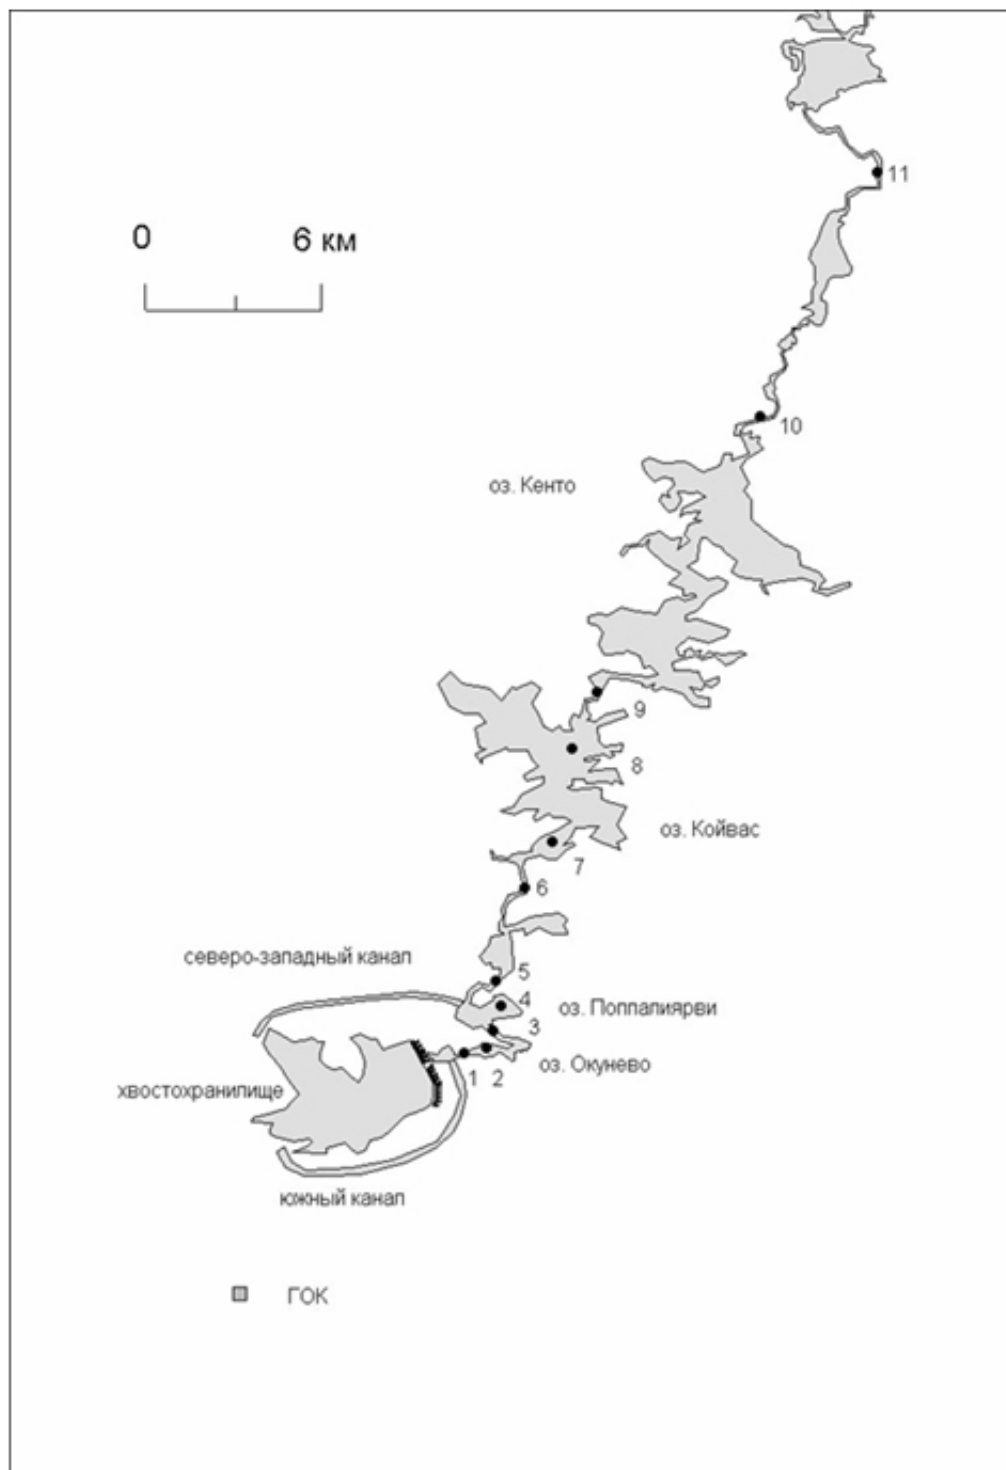 11
0 6 км
10
оз. Кенто
9
8
оз. Койвас
7
6
северо-западный канал
5
4
оз. Поппалиярви
3
оз. Окунево
1 2
хвостохранилище
южный канал
ГОК